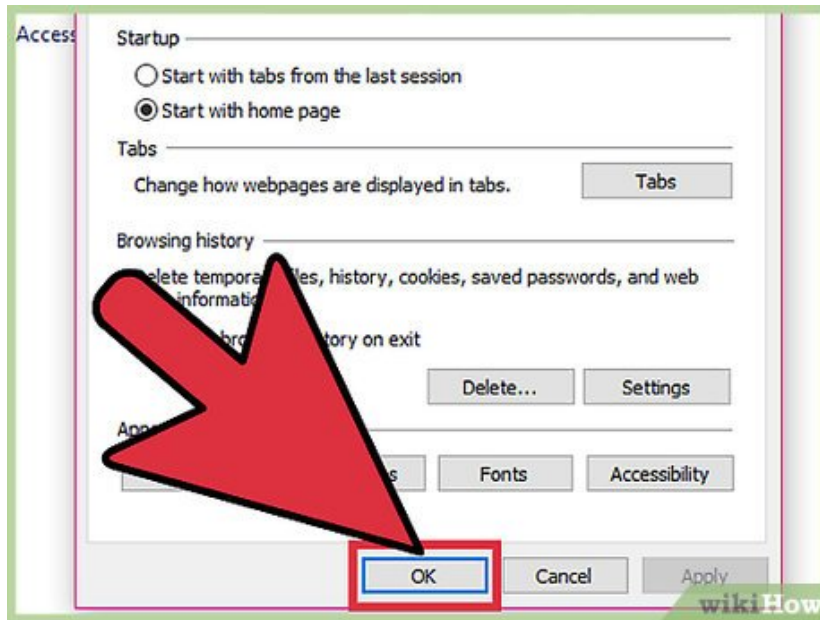 Access
Startup
Start with tabs from the last session
Start with home page
Tabs
Change how webpages are displayed in tabs.
Tabs
Browsing history
files, history, cookies, saved passwords, and web
on exit
Delete...
Settings
Fonts
Accessibility
OK
Cancel
Apply
wikiHow